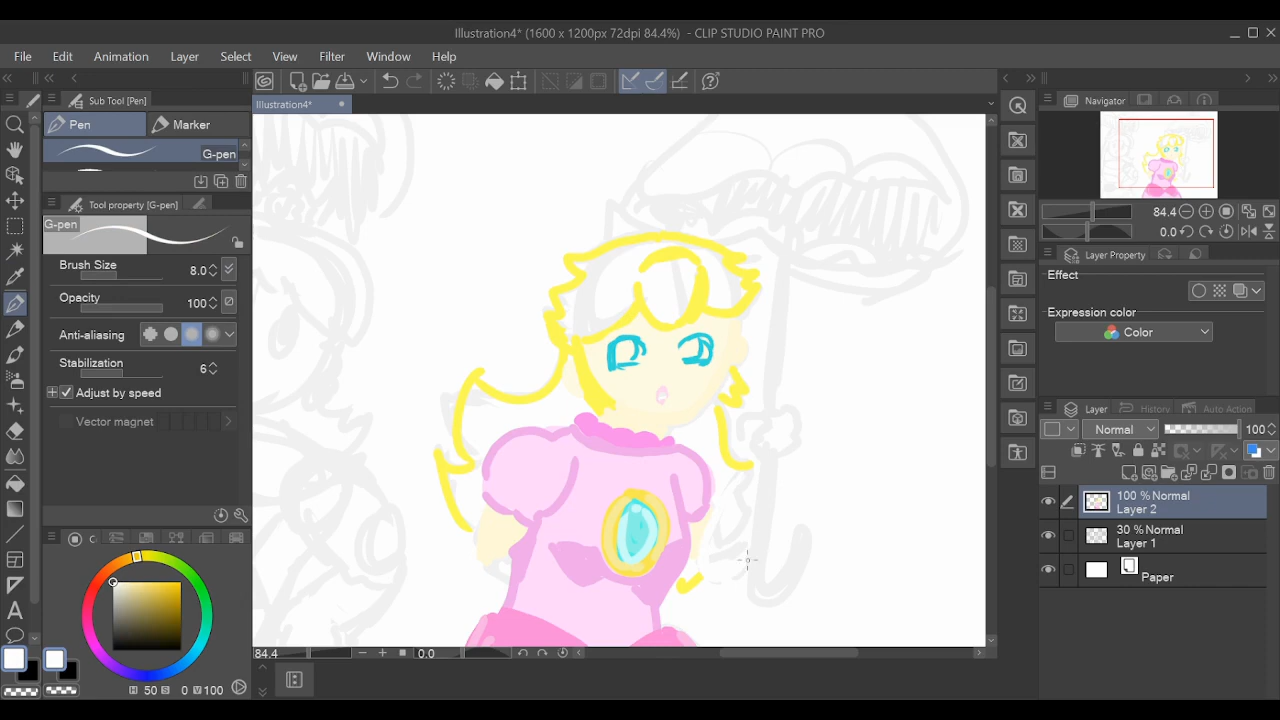 Illustration4* (1600 x 1200px 72dpi 84.4%) - CLIP STUDIO PAINT PRO
File Edit Animation Layer Select View Filter Window Help
Sub Tool [Pen]
Illustration4*
Navigator
Pen Marker
G-pen
Tool property [G-pen]
G-pen
84.4
0.0
Brush Size 8.0
Opacity 100
Anti-aliasing
Stabilization 6
Adjust by speed
Vector magnet
Layer Property
Effect
Expression color
Color
Layer History Auto Action
Normal 100
100 % Normal
Layer 2
30 % Normal
Layer 1
Paper
84.4 0.0
H 50 S 0 V 100